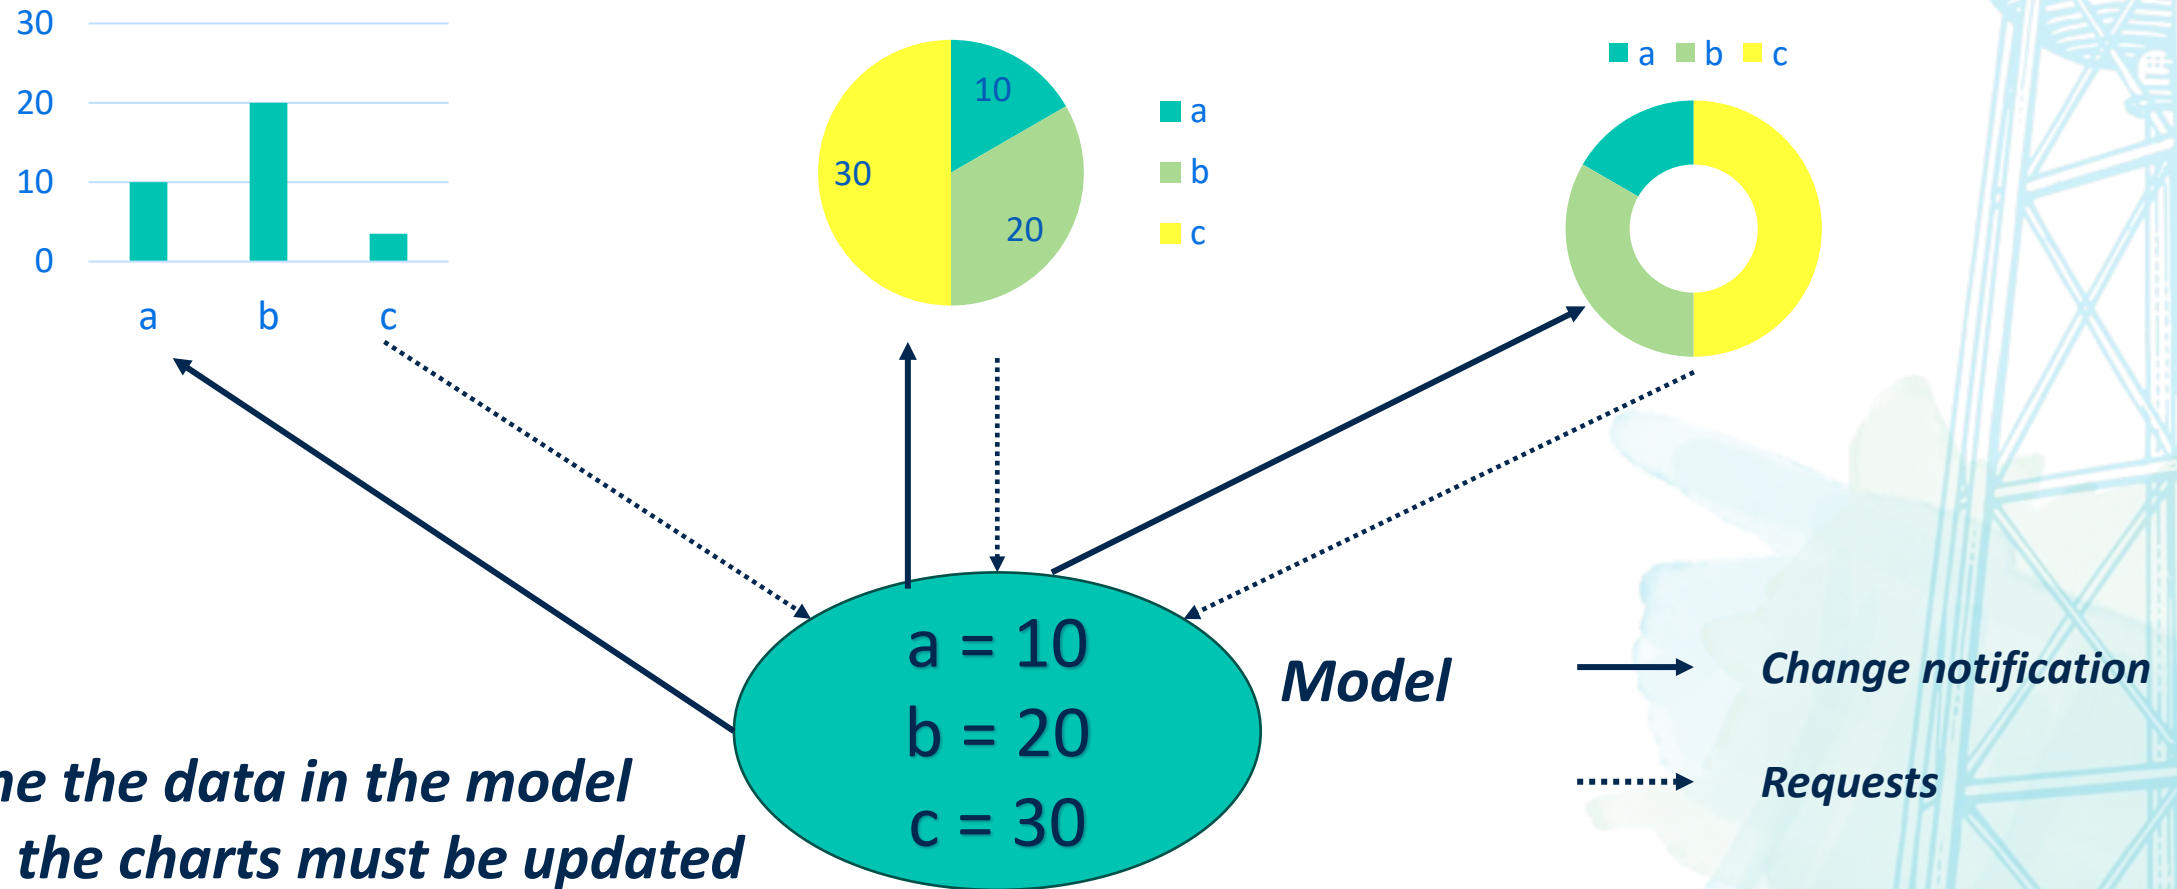 30
20
10
0
a
b
c
10
20
30
a
b
c
a b c
a = 10
b = 20
c = 30
Model
Change notification
Requests
the data in the model
the charts must be updated